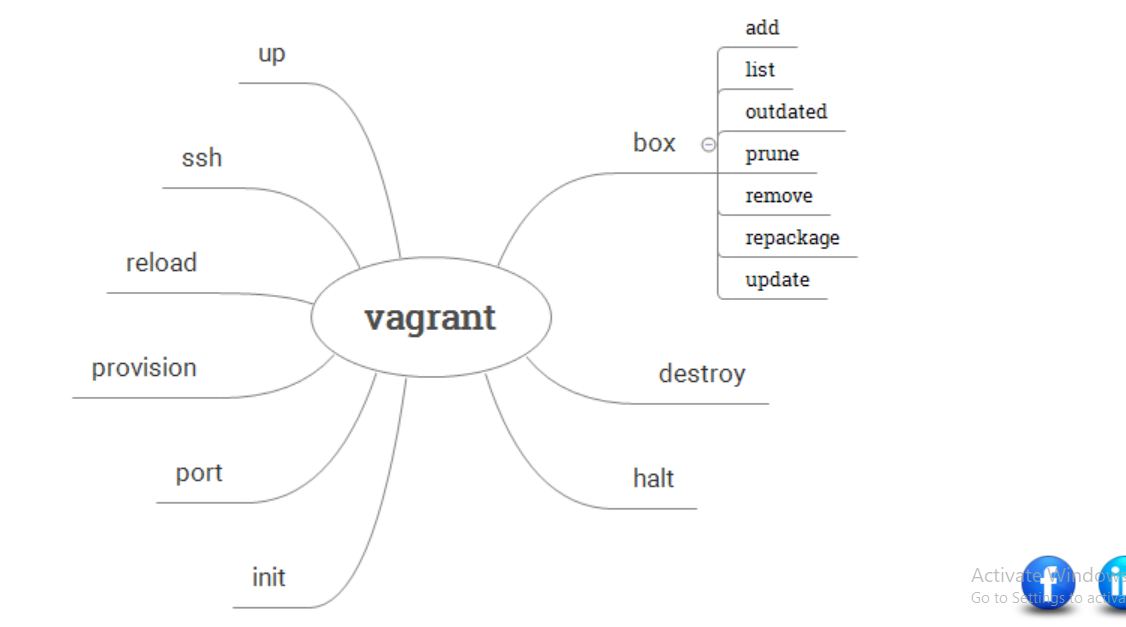 add
up
list
outdated
box
prune
ssh
remove
repackage
reload
update
vagrant
provision
destroy
port
halt
init
Activate Windows
Go to Settings to activa
f
in